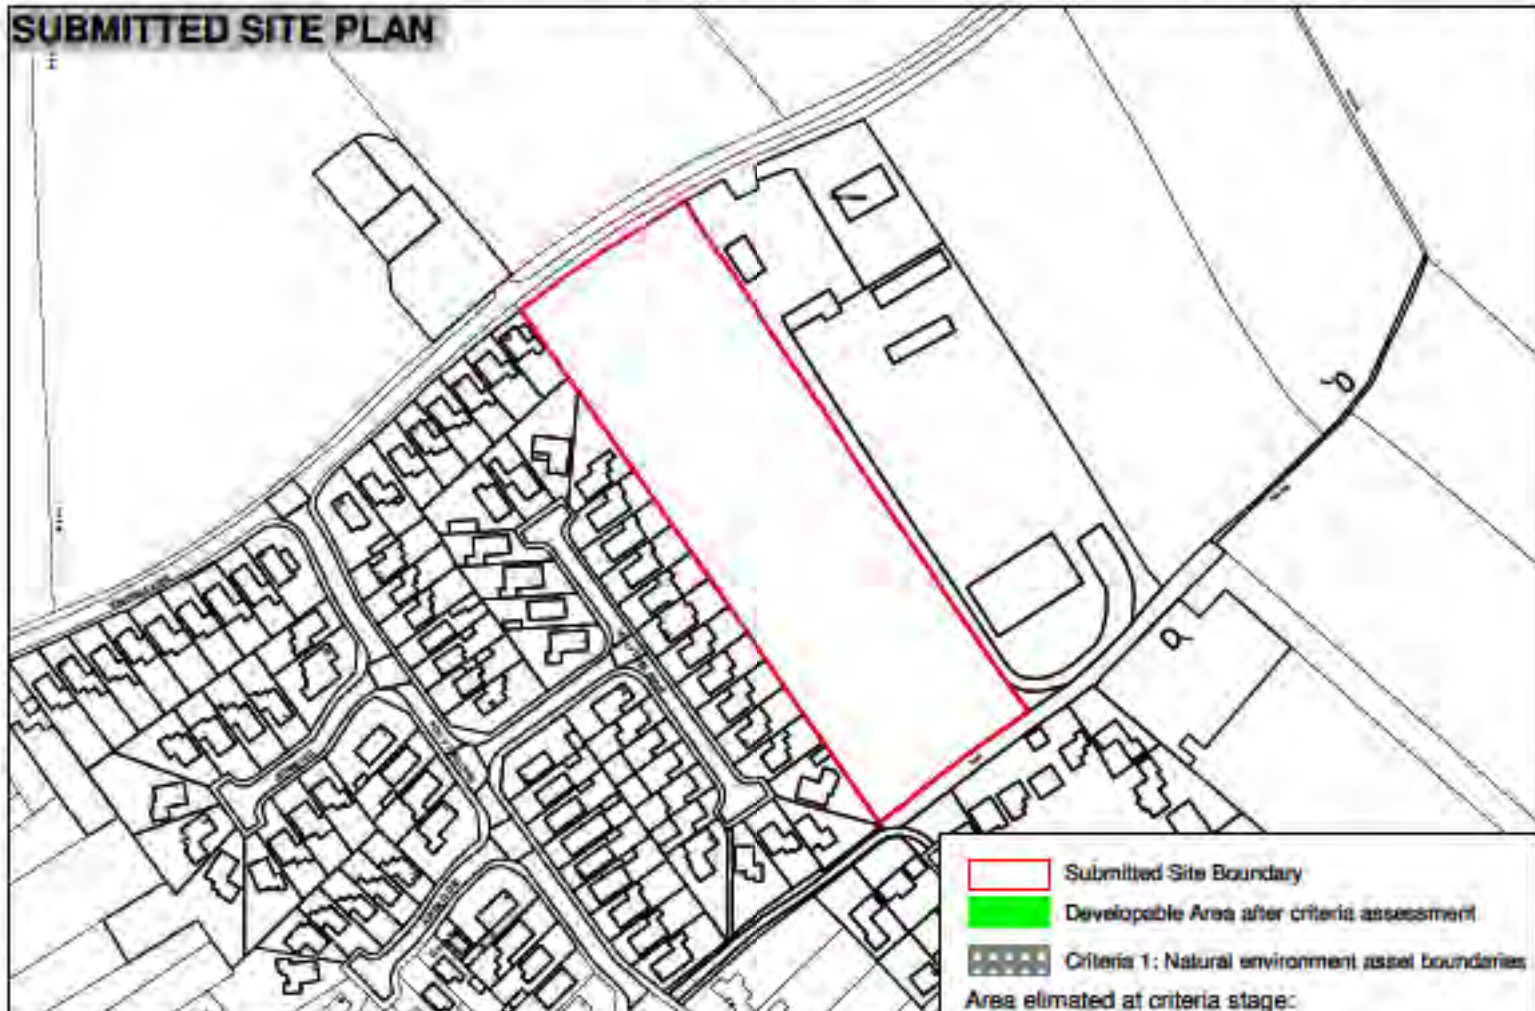 SUBMITTED SITE PLAN
Submitted Site Boundary
Developable Area after criteria assessment
Criteria 1: Natural environment asset boundaries
Area elimated at criteria stage: